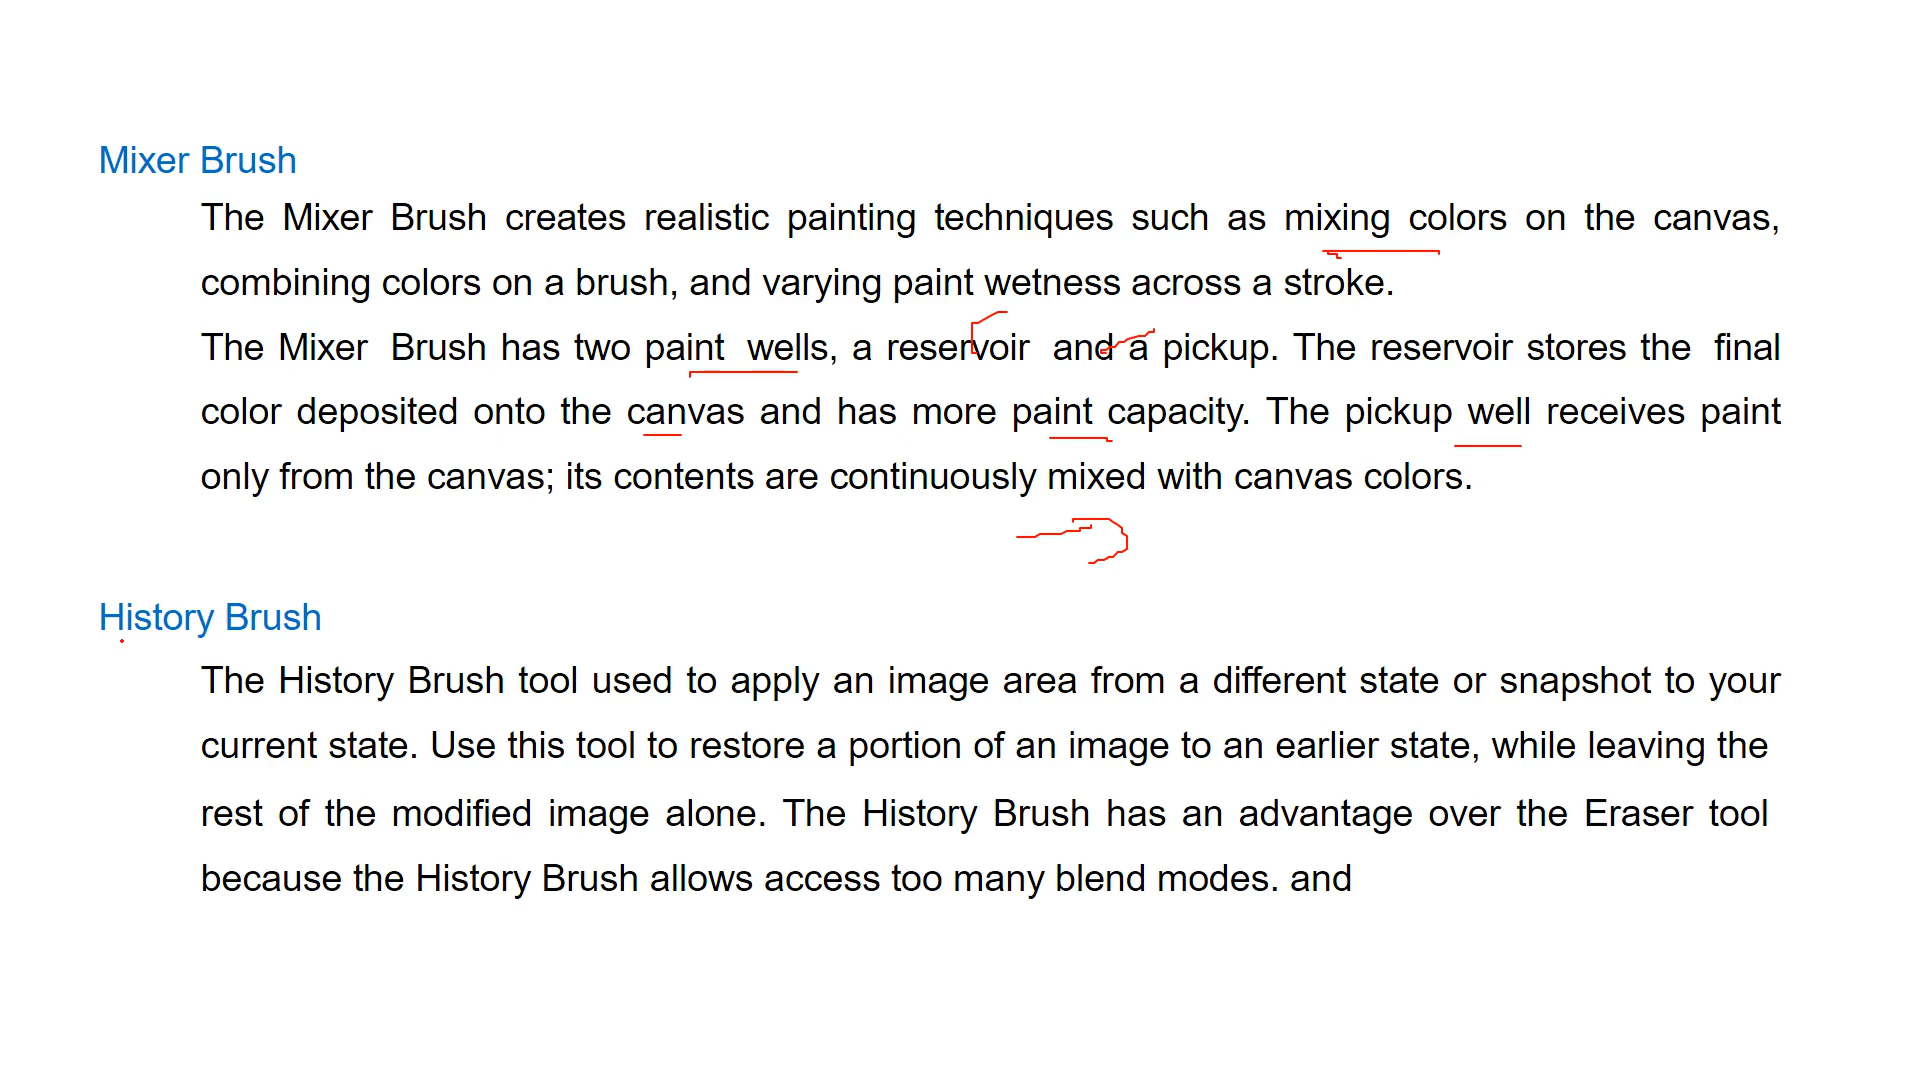 Mixer Brush
The Mixer Brush creates realistic painting techniques such as mixing colors on the canvas,
combining colors on a brush, and varying paint wetness across a stroke.
The Mixer Brush has two paint wells, a reservoir and a pickup. The reservoir stores the final
color deposited onto the canvas and has more paint capacity. The pickup well receives paint
only from the canvas; its contents are continuously mixed with canvas colors.
History Brush
The History Brush tool used to apply an image area from a different state or snapshot to your
current state. Use this tool to restore a portion of an image to an earlier state, while leaving the
rest of the modified image alone. The History Brush has an advantage over the Eraser tool
because the History Brush allows access too many blend modes. and